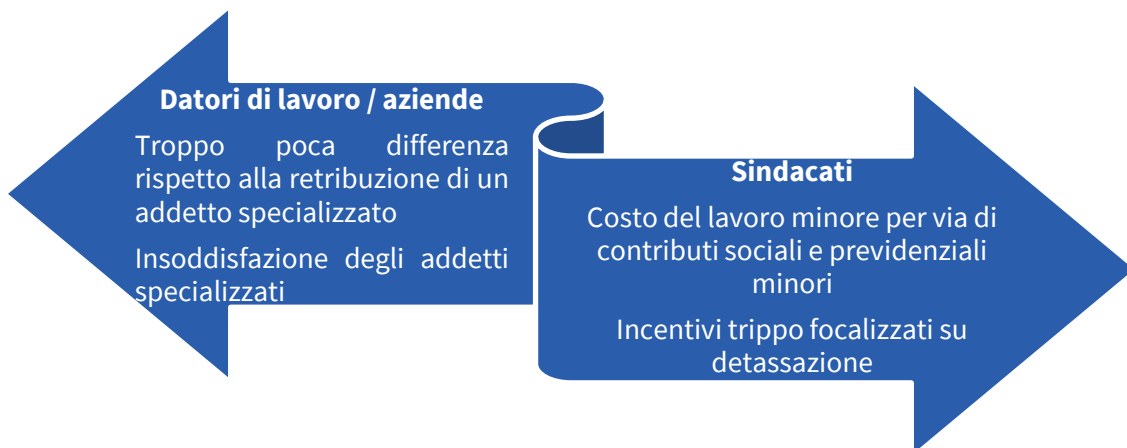 Datori di lavoro / aziende
Troppo poca differenza
rispetto alla retribuzione di un
addetto specializzato
Insoddisfazione degli addetti
specializzati
Sindacati
Costo del lavoro minore per via di
contributi sociali e previdenziali
minori
Incentivi trippo focalizzati su
detassazione